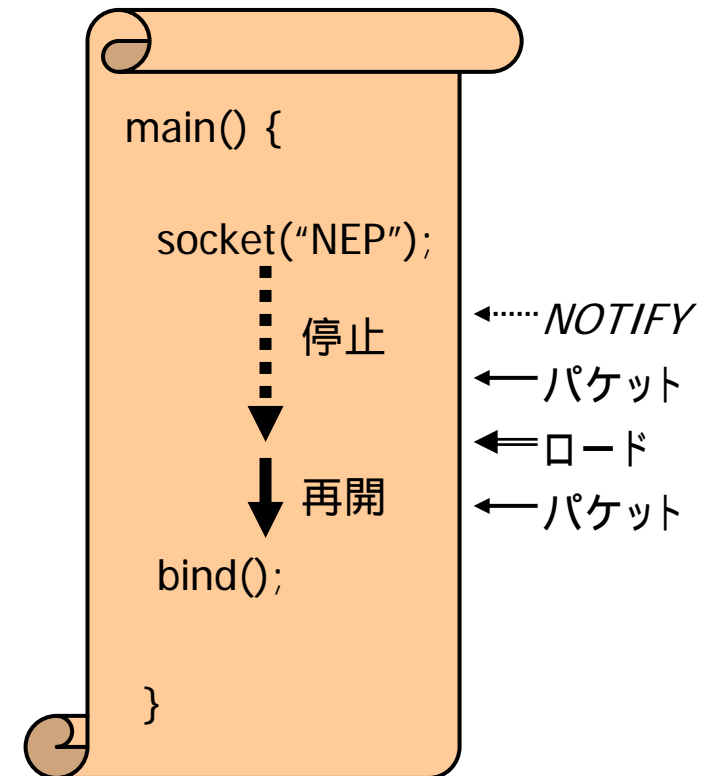 main() {
socket(“NEP”);
停止
再開
bind();
}
NOTIFY
パケット
ロード
パケット